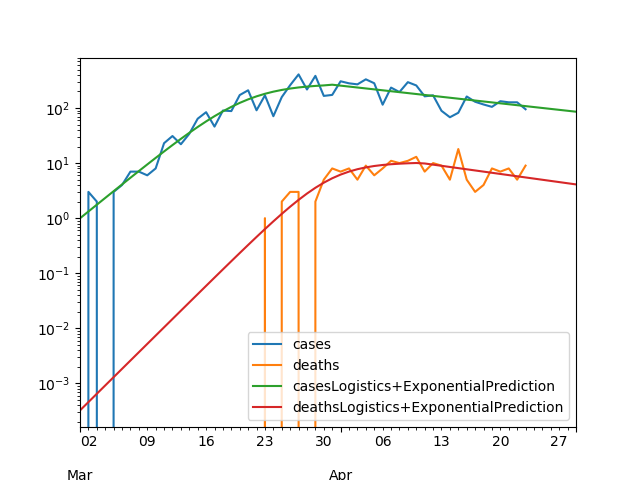 10²
10¹
10⁰
10⁻¹
10⁻²
10⁻³
cases
deaths
casesLogistics+ExponentialPrediction
deathsLogistics+ExponentialPrediction
02 09 16 23 30 06 13 20 27
Mar Apr